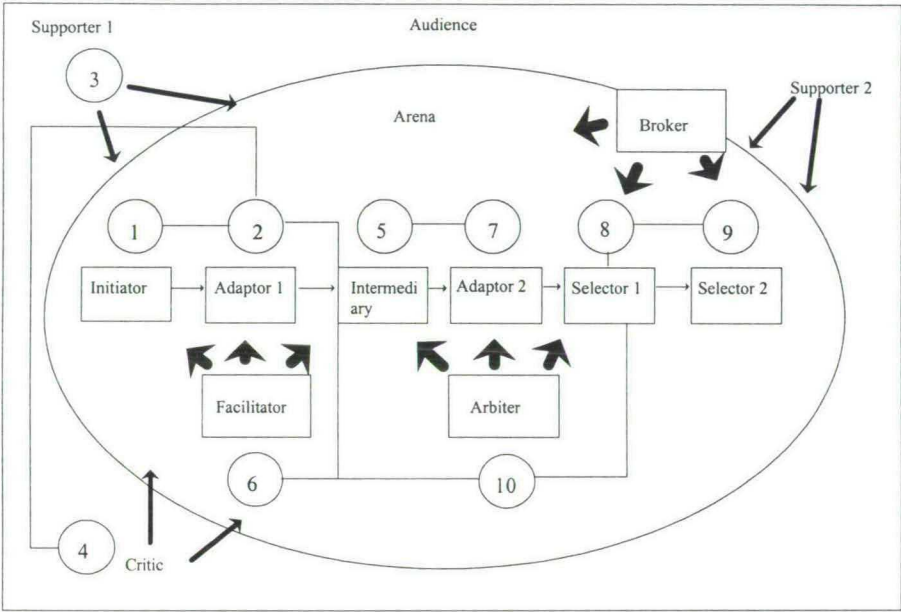 Supporter 1
Audience
3
Supporter 2
Arena
Broker
1
2
5
7
8
9
Initiator
Adaptor 1
Intermedi
ary
Adaptor 2
Selector 1
Selector 2
Facilitator
Arbiter
6
10
4
Critic